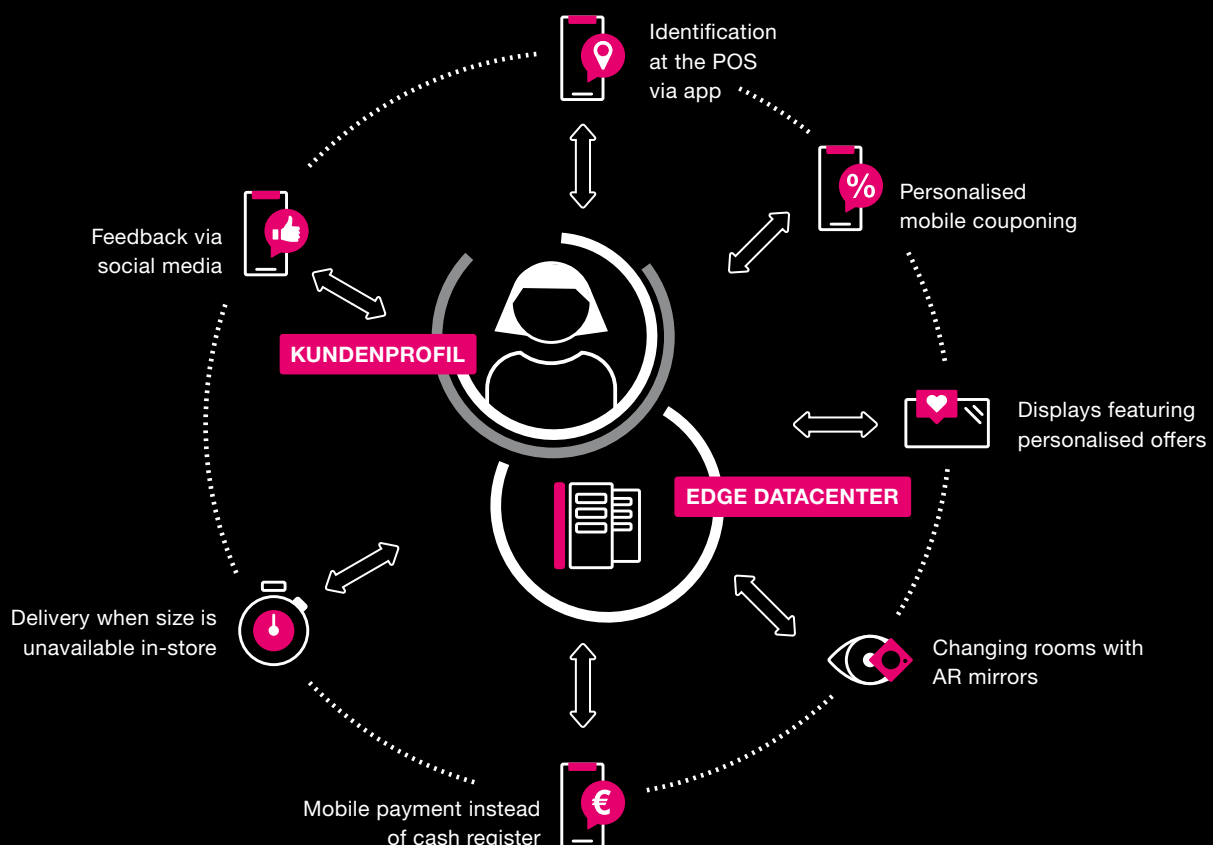 Identification
at the POS
via app
%
Personalised
mobile couponing
Feedback via
social media
KUNDENPROFIL
Displays featuring
personalised offers
EDGE DATACENTER
Delivery when size is
unavailable in-store
Changing rooms with
AR mirrors
Mobile payment instead
of cash register
€